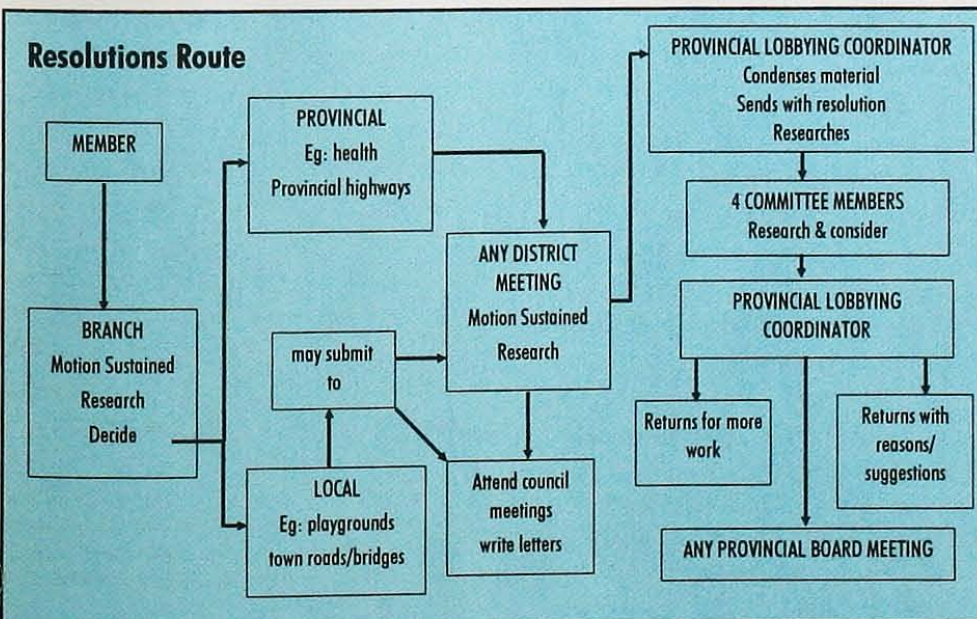 Resolutions Route
MEMBER
BRANCH
Motion Sustained
Research
Decide
PROVINCIAL
Eg: health
Provincial highways
LOCAL
Eg: playgrounds
town roads/bridges
may submit
to
ANY DISTRICT
MEETING
Motion Sustained
Research
Attend council
meetings
write letters
PROVINCIAL LOBBYING COORDINATOR
Condenses material
Sends with resolution
Researches
4 COMMITTEE MEMBERS
Research & consider
PROVINCIAL LOBBYING
COORDINATOR
Returns for more
work
Returns with
reasons/
suggestions
ANY PROVINCIAL BOARD MEETING